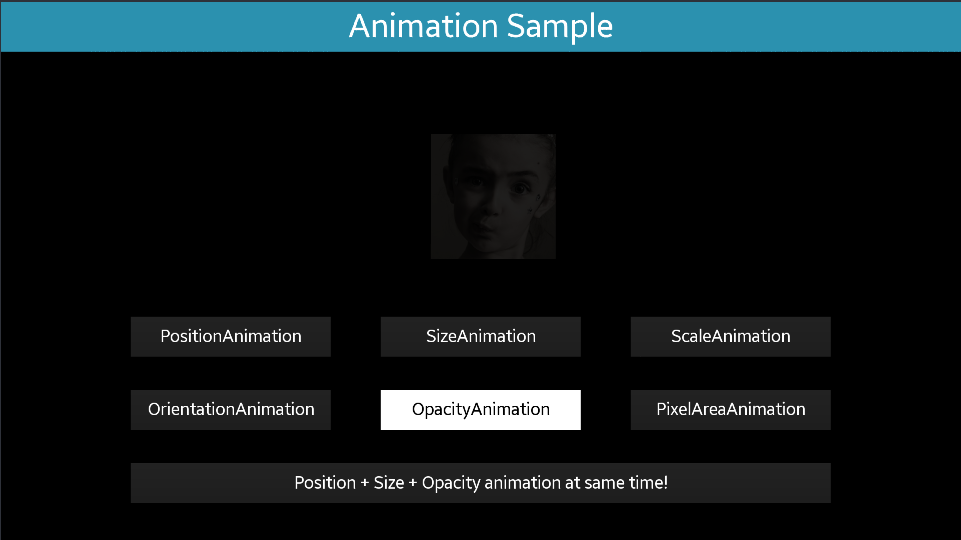 Animation Sample
PositionAnimation
SizeAnimation
ScaleAnimation
OrientationAnimation
OpacityAnimation
PixelAreaAnimation
Position + Size + Opacity animation at same time!